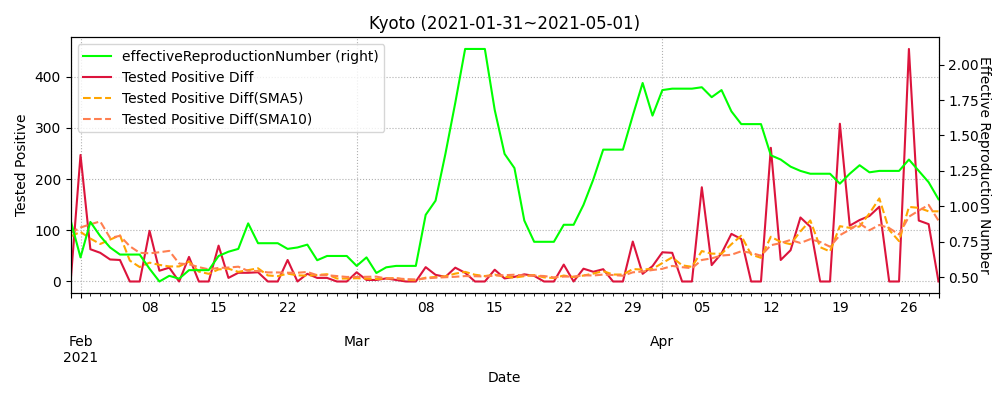 Kyoto (2021-01-31~2021-05-01)
effectiveReproductionNumber (right)
Tested Positive Diff
Tested Positive Diff(SMA5)
Tested Positive Diff(SMA10)
Tested Positive
400
300
200
100
0
2.00
1.75
1.50
1.25
1.00
0.75
0.50
Effective Reproduction Number
08 15 22 08 15 22 29 05 12 19 26
Feb Mar Apr
2021
Date